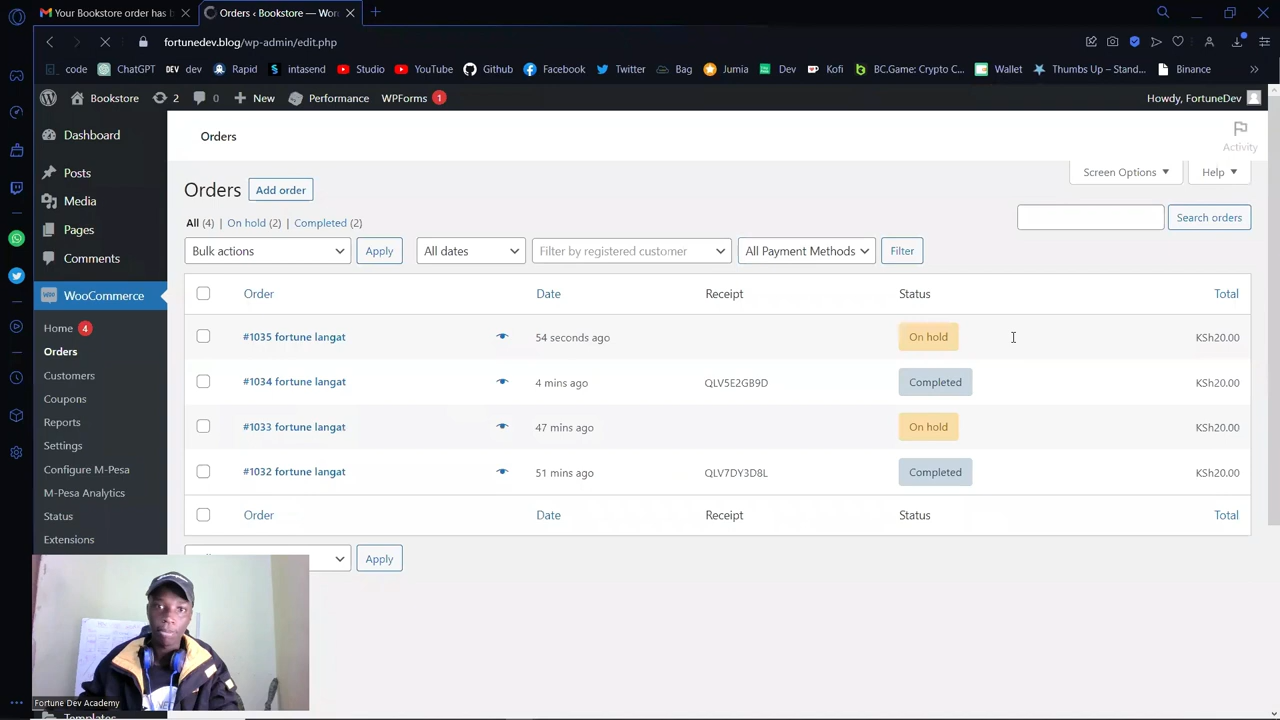 Your Bookstore order has b
Orders ‹ Bookstore — Wor
fortunedev.blog/wp-admin/edit.php
code ChatGPT DEV dev Rapid intasend Studio YouTube Github Facebook Twitter Bag Jumia Dev Kofi BC.Game: Crypto C... Wallet Thumbs Up – Stand... Binance
Bookstore 2 0 New Performance WPForms 1 Howdy, FortuneDev
Dashboard
Posts
Media
Pages
Comments
WooCommerce
Home 4
Orders
Customers
Coupons
Reports
Settings
Configure M-Pesa
M-Pesa Analytics
Status
Extensions
Orders
Activity
Screen Options Help
Orders Add order
All (4) | On hold (2) | Completed (2)
Search orders
Bulk actions Apply All dates Filter by registered customer All Payment Methods Filter
Order Date Receipt Status Total
#1035 fortune langat 54 seconds ago On hold KSh20.00
#1034 fortune langat 4 mins ago QLV5E2GB9D Completed KSh20.00
#1033 fortune langat 47 mins ago On hold KSh20.00
#1032 fortune langat 51 mins ago QLV7DY3D8L Completed KSh20.00
Order Date Receipt Status Total
Apply
Fortune Dev Academy
Templates